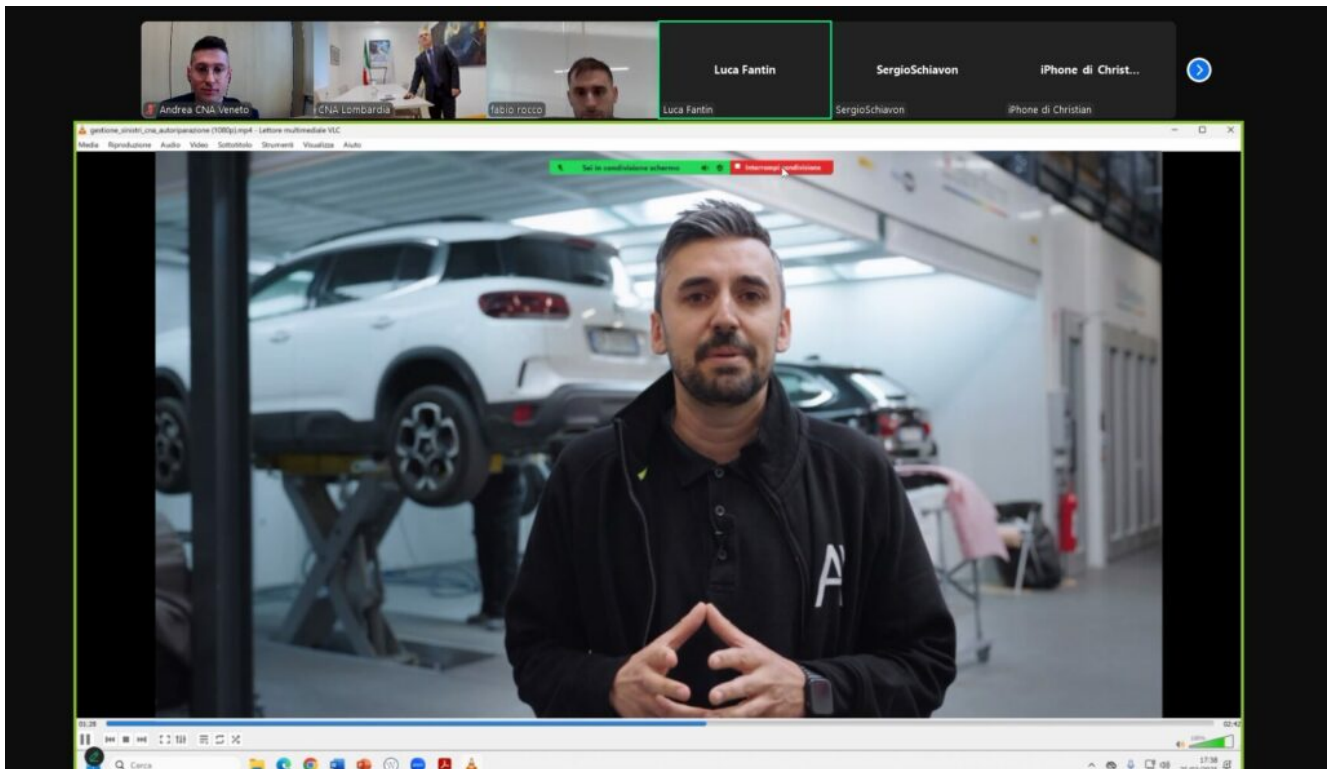 Luca Fantin
SergioSchiavon
iPhone di Christ...
Andrea CNA Veneto
CNA Lombardia
fabio rocco
Luca Fantin
SergioSchiavon
iPhone di Christian
gestione_sinistri_cna_autoriparazione (1080p).mp4 - Lettore multimediale VLC
Media Riproduzione Audio Video Sottotitolo Strumenti Visualizza Aiuto
Sei in condivisione schermo
Interrompi condivisione
A
01:28
02:42
100%
Cerca
17:38